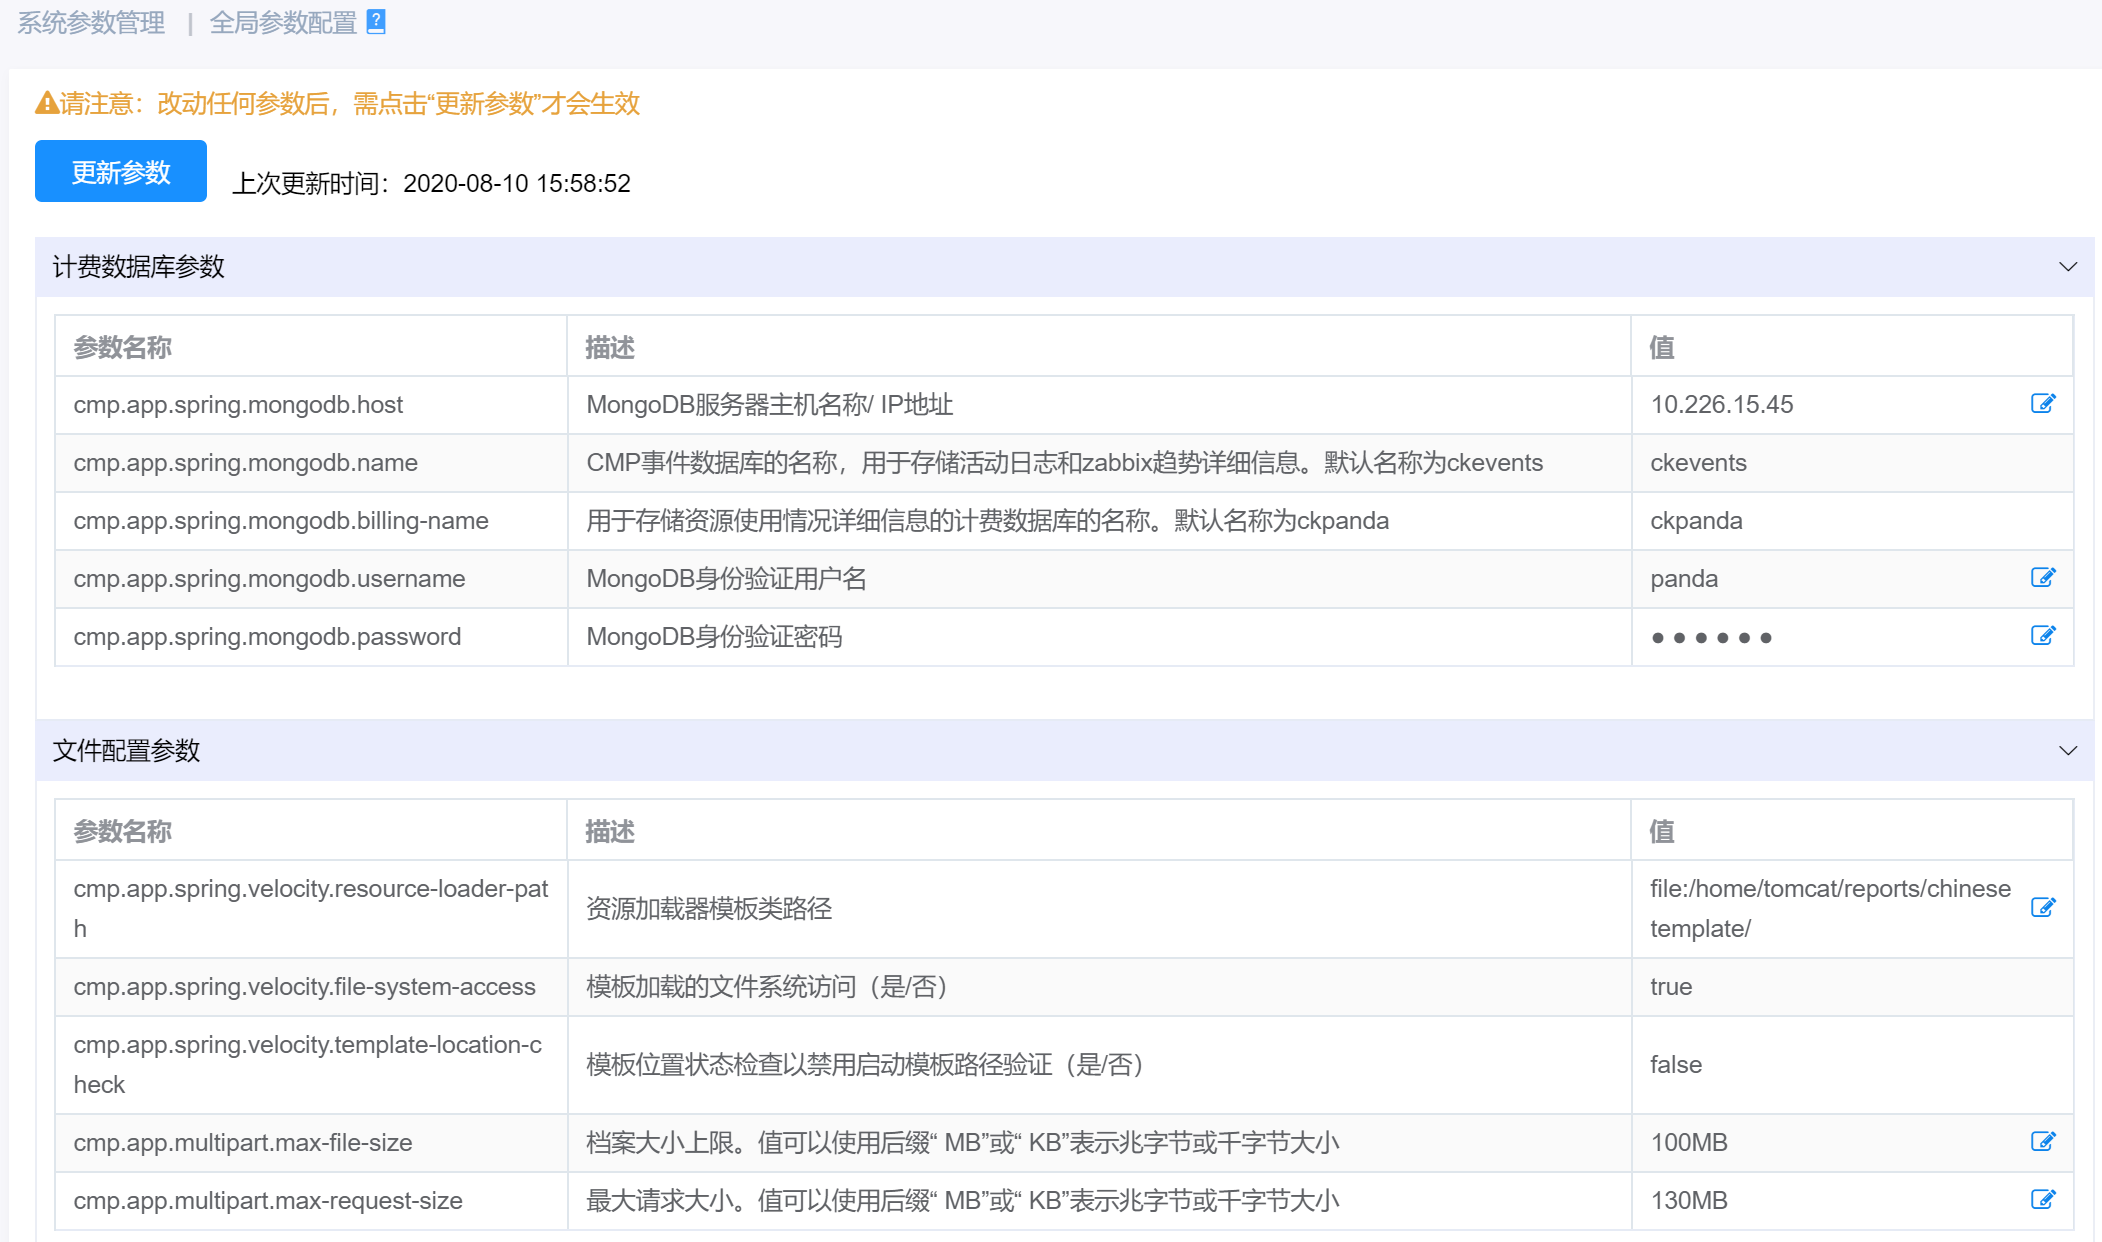 系统参数管理 | 全局参数配置 ?
请注意：改动任何参数后，需点击“更新参数”才会生效
更新参数 上次更新时间：2020-08-10 15:58:52
计费数据库参数
参数名称 描述 值
cmp.app.spring.mongodb.host MongoDB服务器主机名称/ IP地址 10.226.15.45
cmp.app.spring.mongodb.name CMP事件数据库的名称，用于存储活动日志和zabbix趋势详细信息。默认名称为ckevents ckevents
cmp.app.spring.mongodb.billing-name 用于存储资源使用情况详细信息的计费数据库的名称。默认名称为ckpanda ckpanda
cmp.app.spring.mongodb.username MongoDB身份验证用户名 panda
cmp.app.spring.mongodb.password MongoDB身份验证密码 ●●●●●●
文件配置参数
参数名称 描述 值
cmp.app.spring.velocity.resource-loader-pat
h
资源加载器模板类路径
file:/home/tomcat/reports/chinese
template/
cmp.app.spring.velocity.file-system-access 模板加载的文件系统访问（是/否） true
cmp.app.spring.velocity.template-location-c
heck
模板位置状态检查以禁用启动模板路径验证（是/否） false
cmp.app.multipart.max-file-size 档案大小上限。值可以使用后缀“ MB”或“ KB”表示兆字节或千字节大小 100MB
cmp.app.multipart.max-request-size 最大请求大小。值可以使用后缀“ MB”或“ KB”表示兆字节或千字节大小 130MB